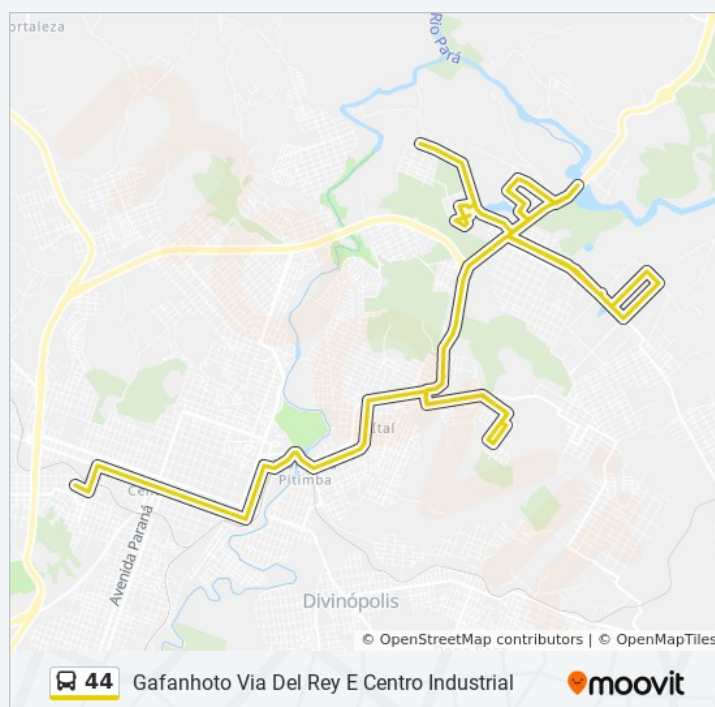 ortaleza
Rio Pará
Itaí
Pitimba
Cen
Avenida Paraná
Divinópolis
© OpenStreetMap contributors | © OpenMapTiles
44 Gafanhoto Via Del Rey E Centro Industrial moovit